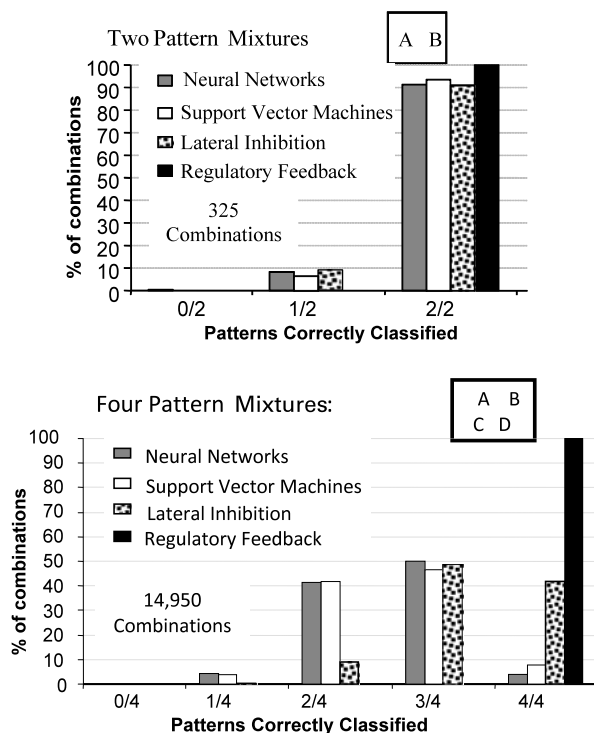 Two Pattern Mixtures
A B
100
90
80
70
60
50
40
30
20
10
0
% of combinations
Neural Networks
Support Vector Machines
Lateral Inhibition
Regulatory Feedback
325
Combinations
0/2 1/2 2/2
Patterns Correctly Classified
Four Pattern Mixtures:
A B
C D
100
90
80
70
60
50
40
30
20
10
0
% of combinations
Neural Networks
Support Vector Machines
Lateral Inhibition
Regulatory Feedback
14,950
Combinations
0/4 1/4 2/4 3/4 4/4
Patterns Correctly Classified